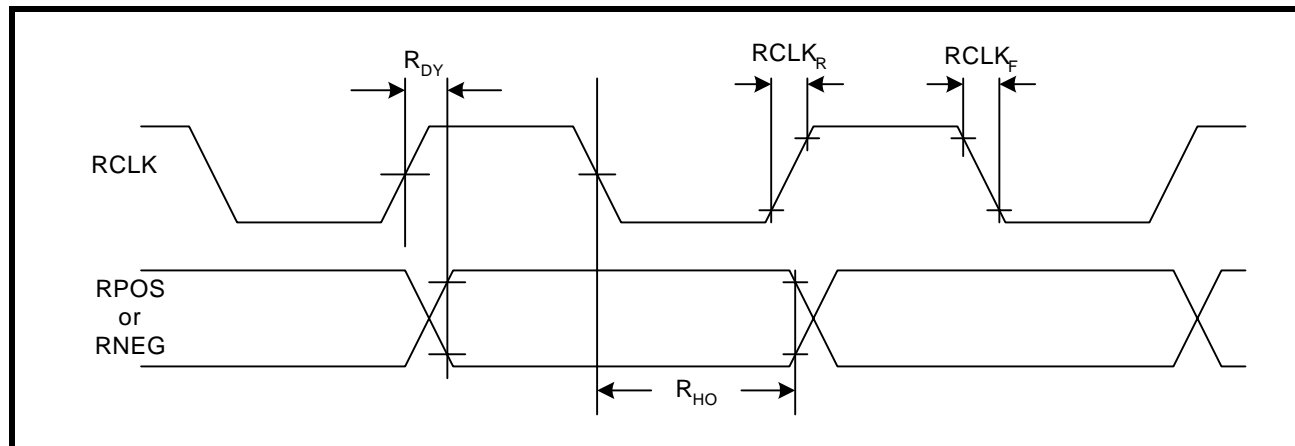 R_DY
RCLK_R
RCLK_F
RCLK
RPOS
or
RNEG
R_HO